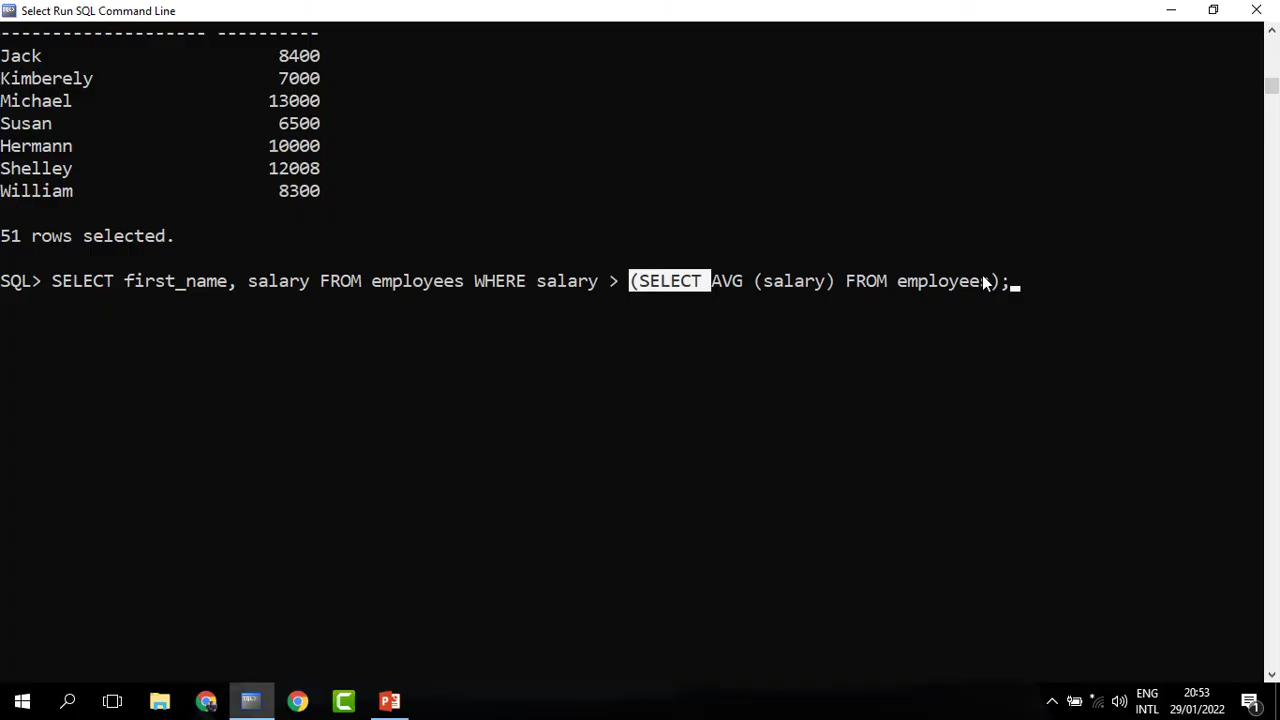 Select Run SQL Command Line
-------------------- ----------
Jack 8400
Kimberely 7000
Michael 13000
Susan 6500
Hermann 10000
Shelley 12008
William 8300
51 rows selected.
SQL> SELECT first_name, salary FROM employees WHERE salary > (SELECT AVG (salary) FROM employees);
ENG 20:53
INTL 29/01/2022
1